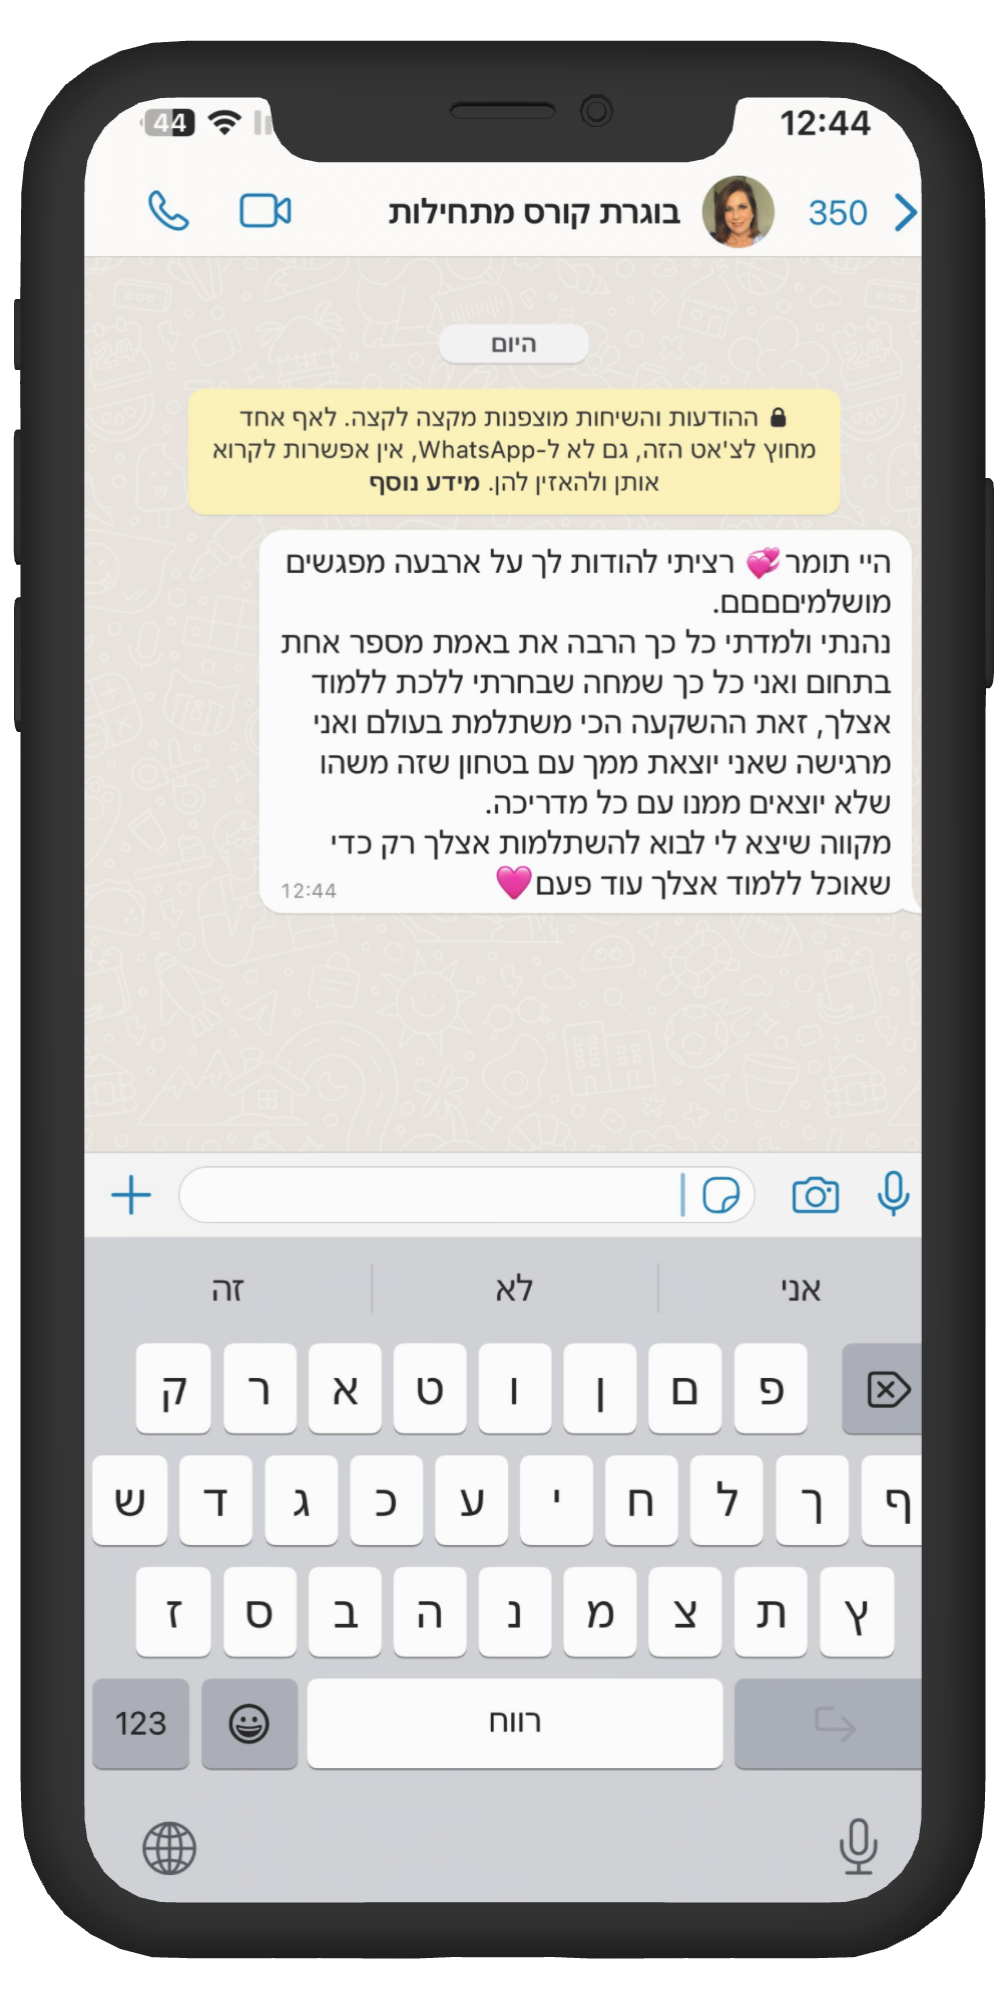 12:44
44
350
בוגרת קורס מתחילות
היום
ההודעות והשיחות מוצפנות מקצה לקצה. לאף אחד
מחוץ לצ'אט הזה, גם לא ל-WhatsApp, אין אפשרות לקרוא
אותן ולהאזין להן. מידע נוסף
היי תומר💞 רציתי להודות לך על ארבעה מפגשים
מושלמיםםםם.
נהנתי ולמדתי כל כך הרבה את באמת מספר אחת
בתחום ואני כל כך שמחה שבחרתי ללכת ללמוד
אצלך, זאת ההשקעה הכי משתלמת בעולם ואני
מרגישה שאני יוצאת ממך עם בטחון שזה משהו
שלא יוצאים ממנו עם כל מדריכה.
מקווה שיצא לי לבוא להשתלמות אצלך רק כדי
שאוכל ללמוד אצלך עוד פעם💗
12:44
אני לא זה
פ ם ן ו ט א ר ק
ף ך ל ח י ע כ ג ד ש
ץ ת צ מ נ ה ב ס ז
123 רווח